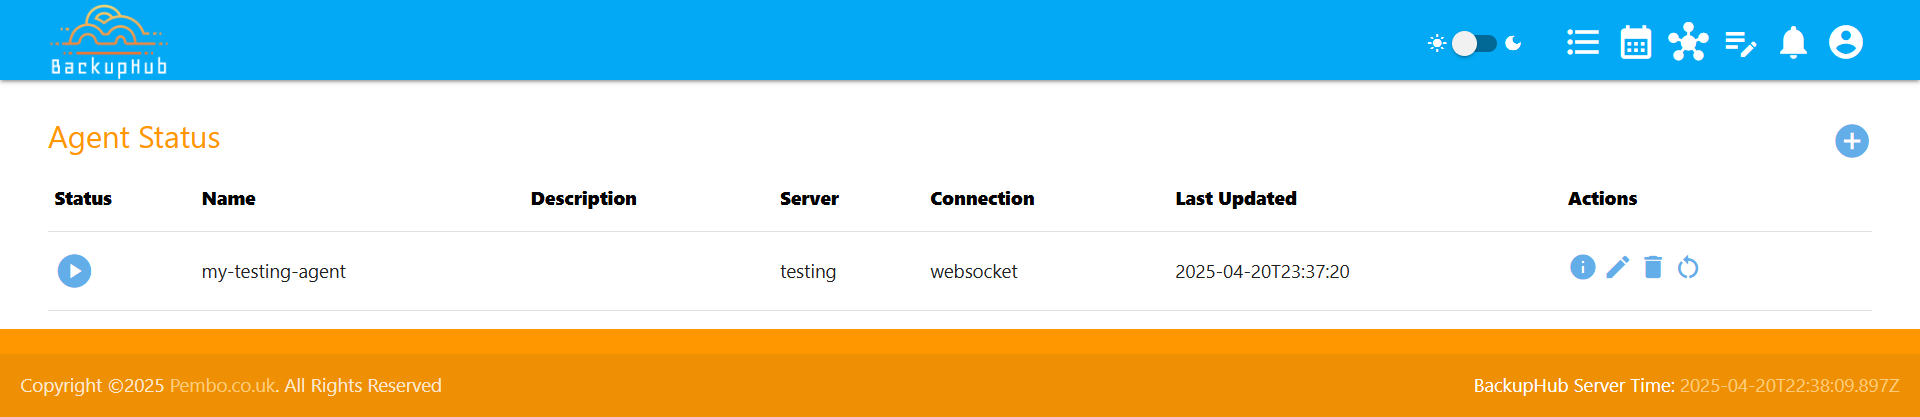 BackupHub
Agent Status
Status Name Description Server Connection Last Updated Actions
my-testing-agent testing websocket 2025-04-20T23:37:20
Copyright ©2025 Pembo.co.uk. All Rights Reserved BackupHub Server Time: 2025-04-20T22:38:09.897Z